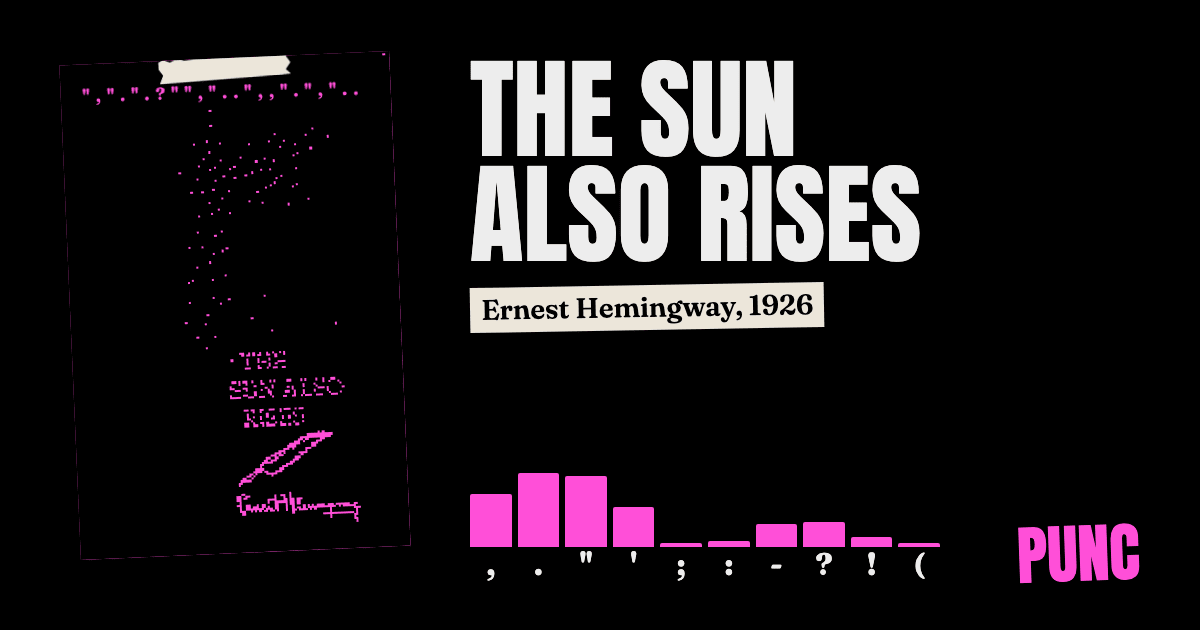 ",".".?"",".."​,,".","..
THE
SUN ALSO
RISES
THE SUN
ALSO RISES
Ernest Hemingway, 1926
, . " ' ; : - ? ! (
PUNC